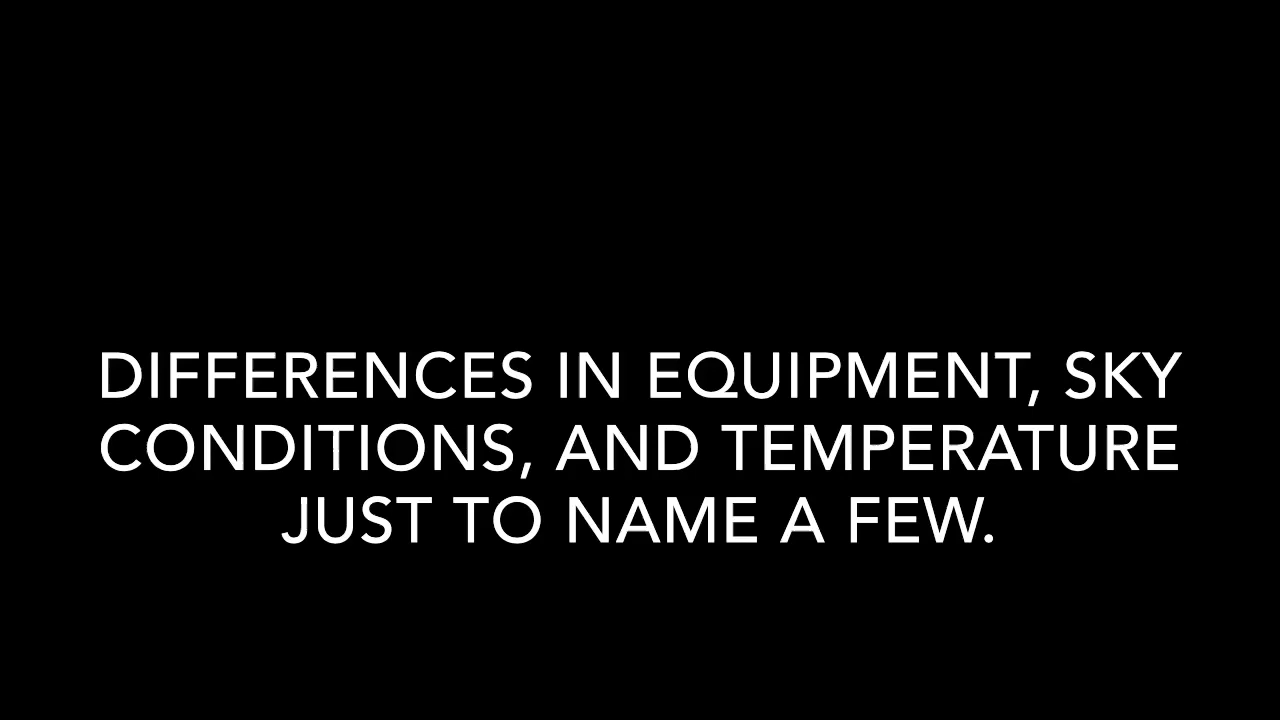 DIFFERENCES IN EQUIPMENT, SKY
CONDITIONS, AND TEMPERATURE
JUST TO NAME A FEW.